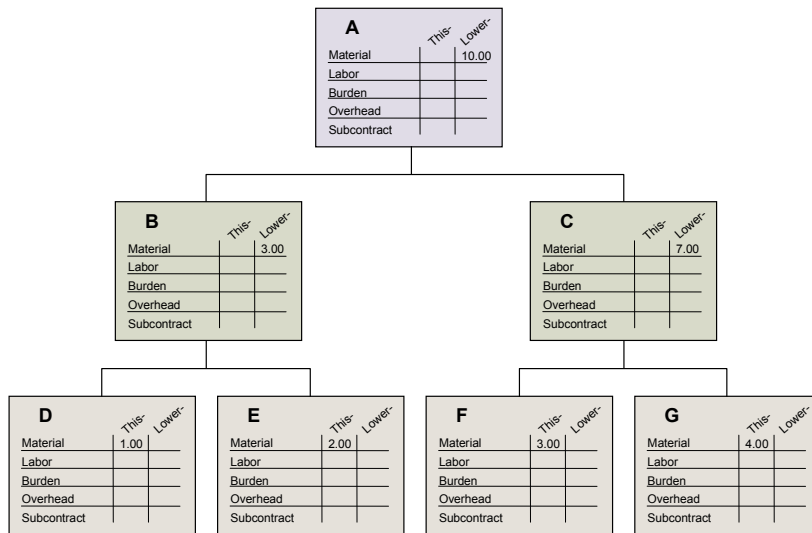 A This- Lower-
Material 10.00
Labor
Burden
Overhead
Subcontract
B This- Lower-
Material 3.00
Labor
Burden
Overhead
Subcontract
C This- Lower-
Material 7.00
Labor
Burden
Overhead
Subcontract
D This- Lower-
Material 1.00
Labor
Burden
Overhead
Subcontract
E This- Lower-
Material 2.00
Labor
Burden
Overhead
Subcontract
F This- Lower-
Material 3.00
Labor
Burden
Overhead
Subcontract
G This- Lower-
Material 4.00
Labor
Burden
Overhead
Subcontract